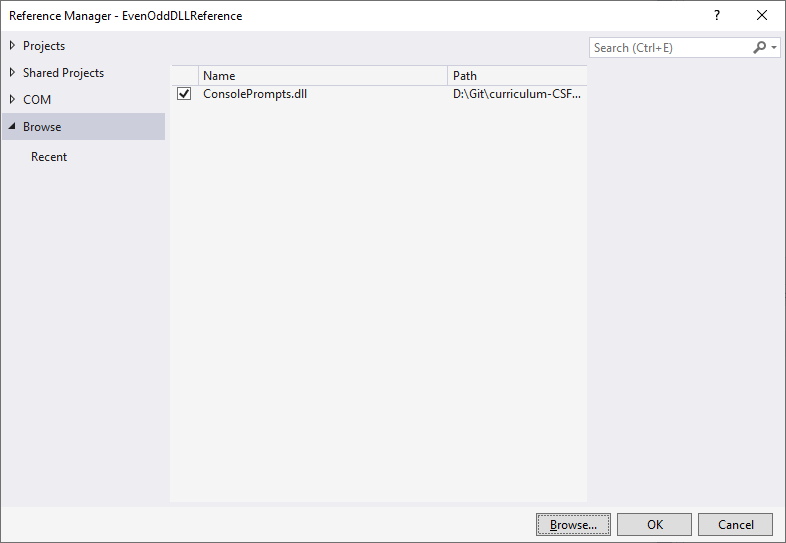 Reference Manager - EvenOddDLLReference
?
Projects
Shared Projects
COM
Browse
Recent
Search (Ctrl+E)
Name Path
ConsolePrompts.dll D:\Git\curriculum-CSF...
Browse... OK Cancel